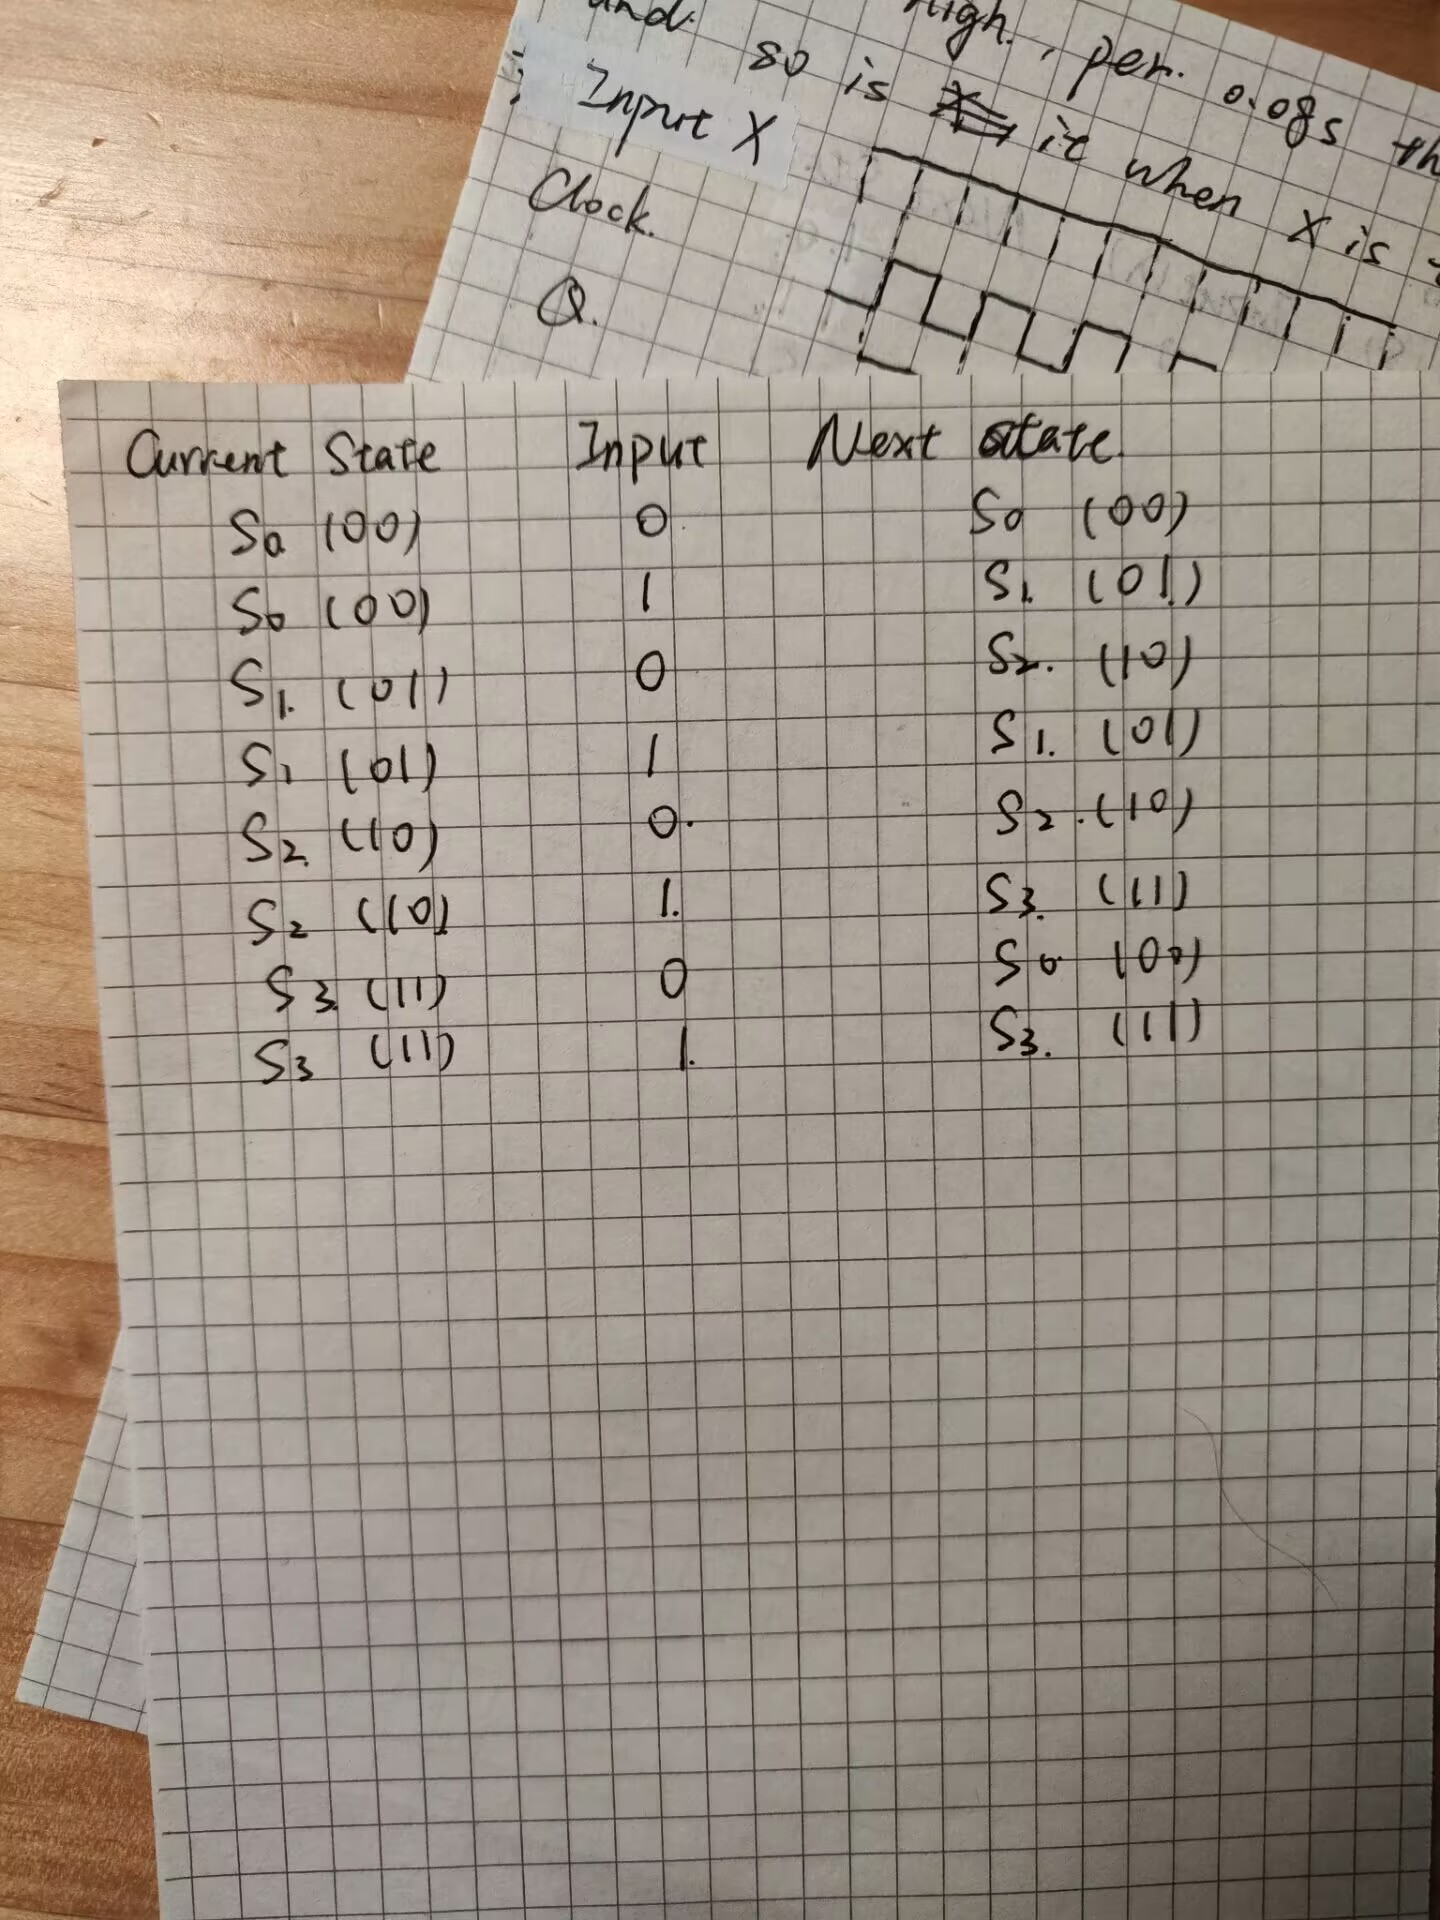 and. High., per. 0.08s th
so is it when X is
Input X
Clock.
Q.
Current State Input Next state.
S0 (00) 0 S0 (00)
S0 (00) 1 S1. (01)
S1. (01) 0 S2. (10)
S1 (01) 1 S1. (01)
S2. (10) 0. S2. (10)
S2 (10) 1. S3. (11)
S3. (11) 0 S0 (00)
S3 (11) 1. S3. (11)